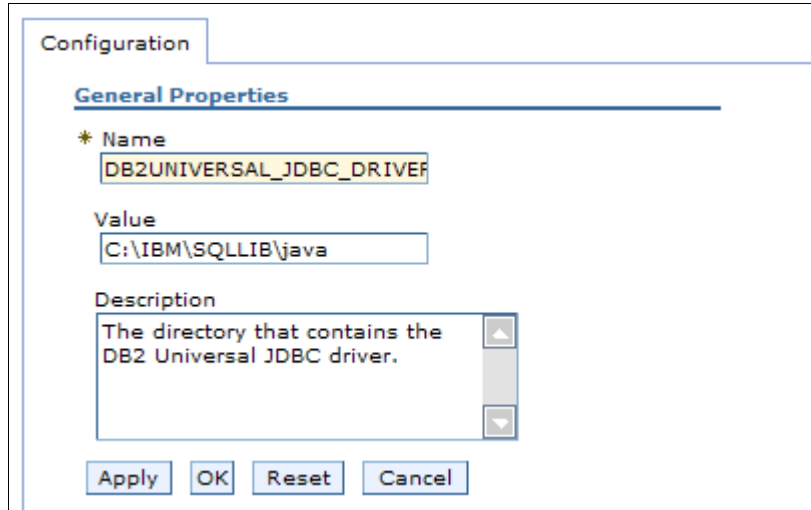 Configuration
General Properties
* Name
DB2UNIVERSAL_JDBC_DRIVER
Value
C:\IBM\SQLLIB\java
Description
The directory that contains the
DB2 Universal JDBC driver.
Apply OK Reset Cancel